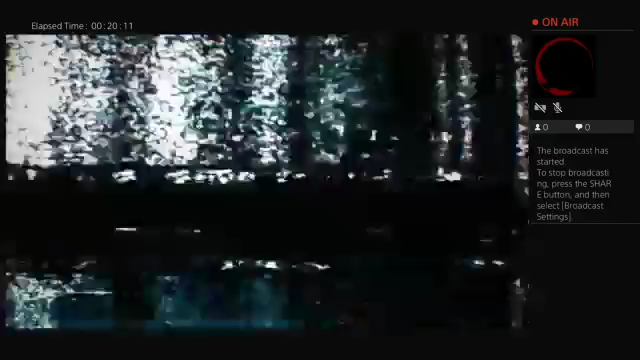 Elapsed Time: 00:20:11
ON AIR
0 0
The broadcast has
started.
To stop broadcasti
ng, press the SHAR
E button, and then
select [Broadcast
Settings].